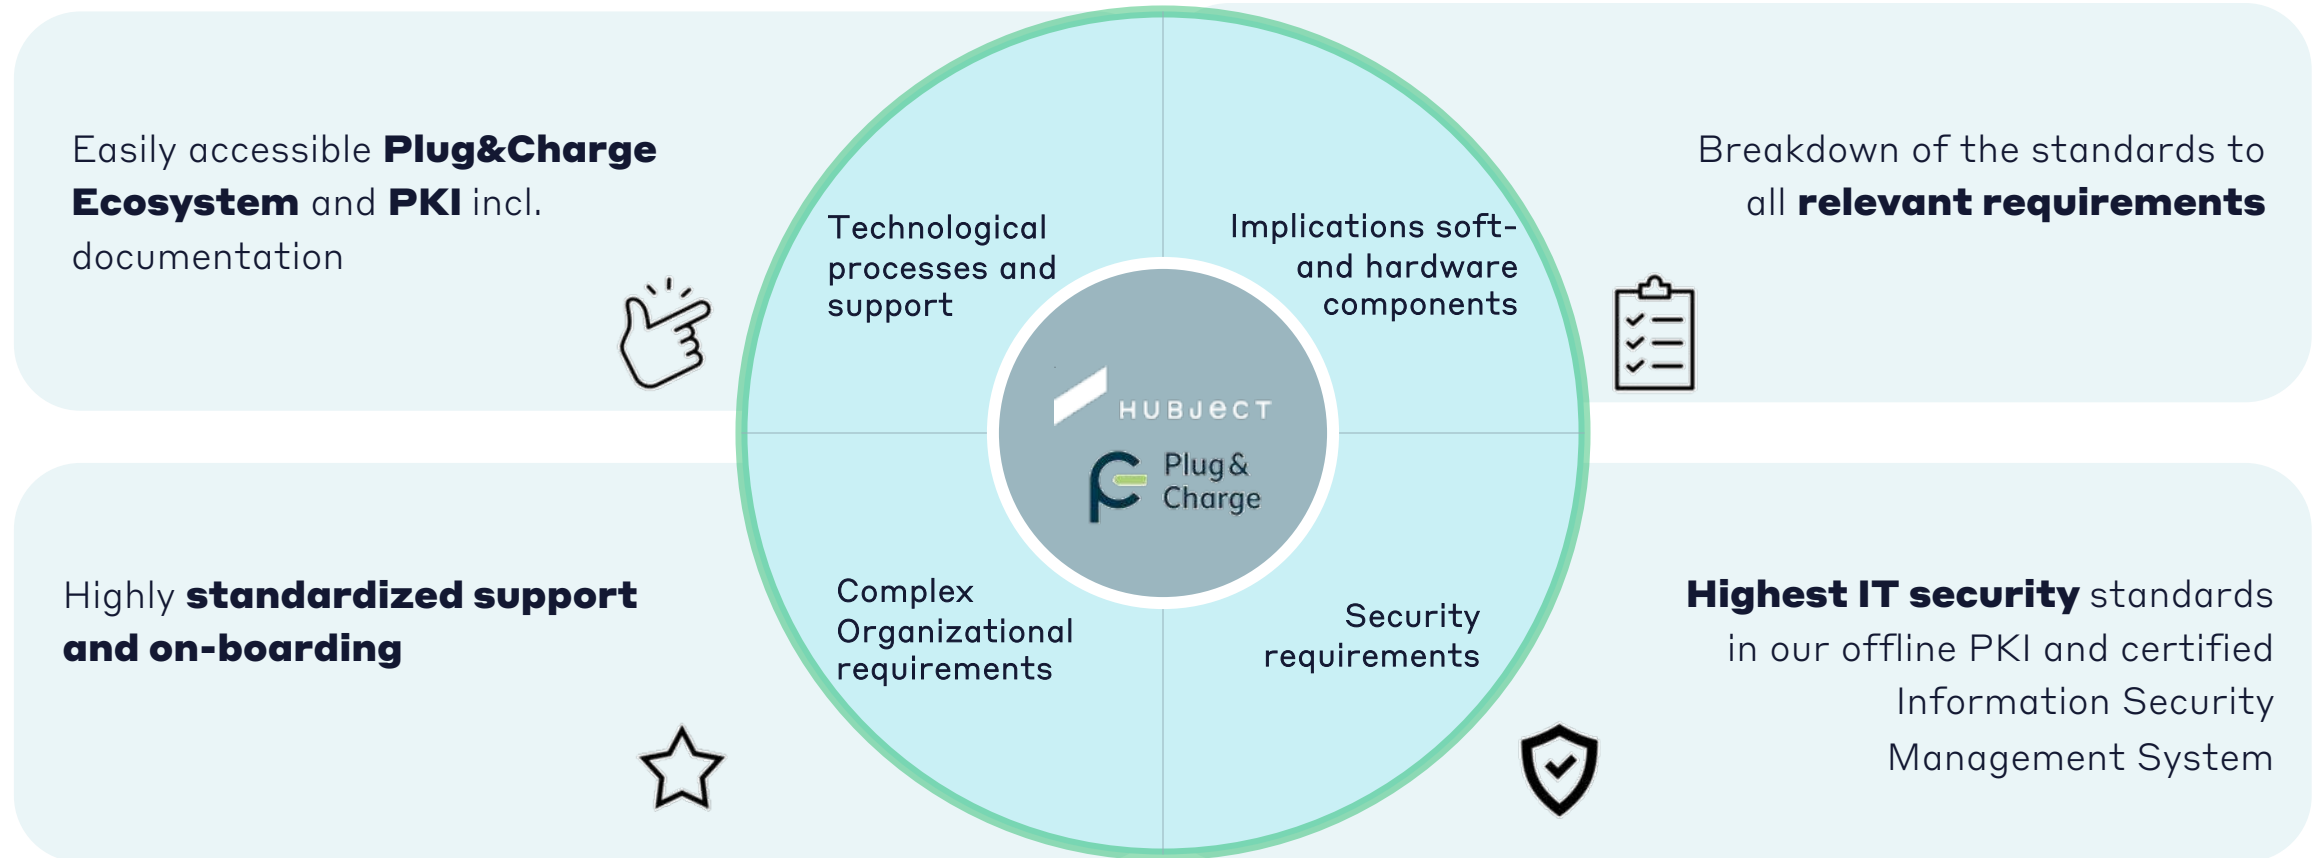 Easily accessible Plug&Charge
Ecosystem and PKI incl.
documentation
Technological
processes and
support
Implications soft-
and hardware
components
Breakdown of the standards to
all relevant requirements
HUBJECT
Plug&
Charge
Highly standardized support
and on-boarding
Complex
Organizational
requirements
Security
requirements
Highest IT security standards
in our offline PKI and certified
Information Security
Management System